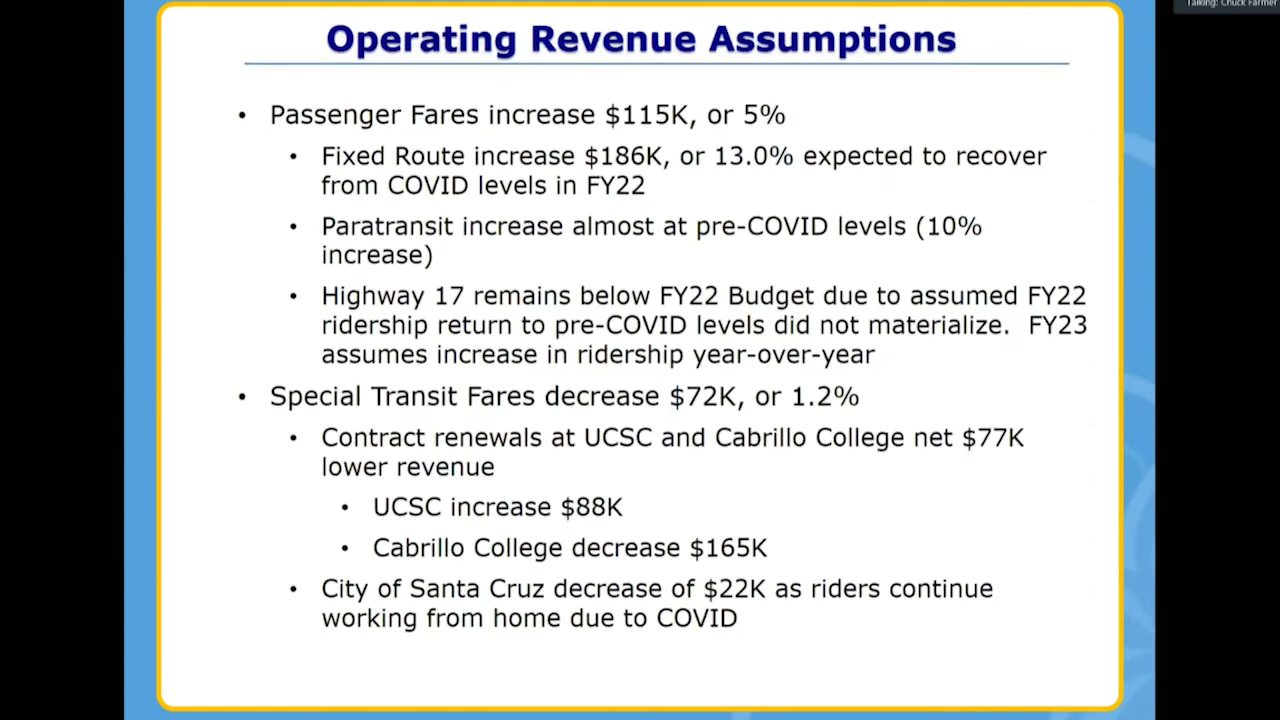 Talking: Chuck Farmer
Operating Revenue Assumptions
• Passenger Fares increase $115K, or 5%
• Fixed Route increase $186K, or 13.0% expected to recover
from COVID levels in FY22
• Paratransit increase almost at pre-COVID levels (10%
increase)
• Highway 17 remains below FY22 Budget due to assumed FY22
ridership return to pre-COVID levels did not materialize. FY23
assumes increase in ridership year-over-year
• Special Transit Fares decrease $72K, or 1.2%
• Contract renewals at UCSC and Cabrillo College net $77K
lower revenue
• UCSC increase $88K
• Cabrillo College decrease $165K
• City of Santa Cruz decrease of $22K as riders continue
working from home due to COVID